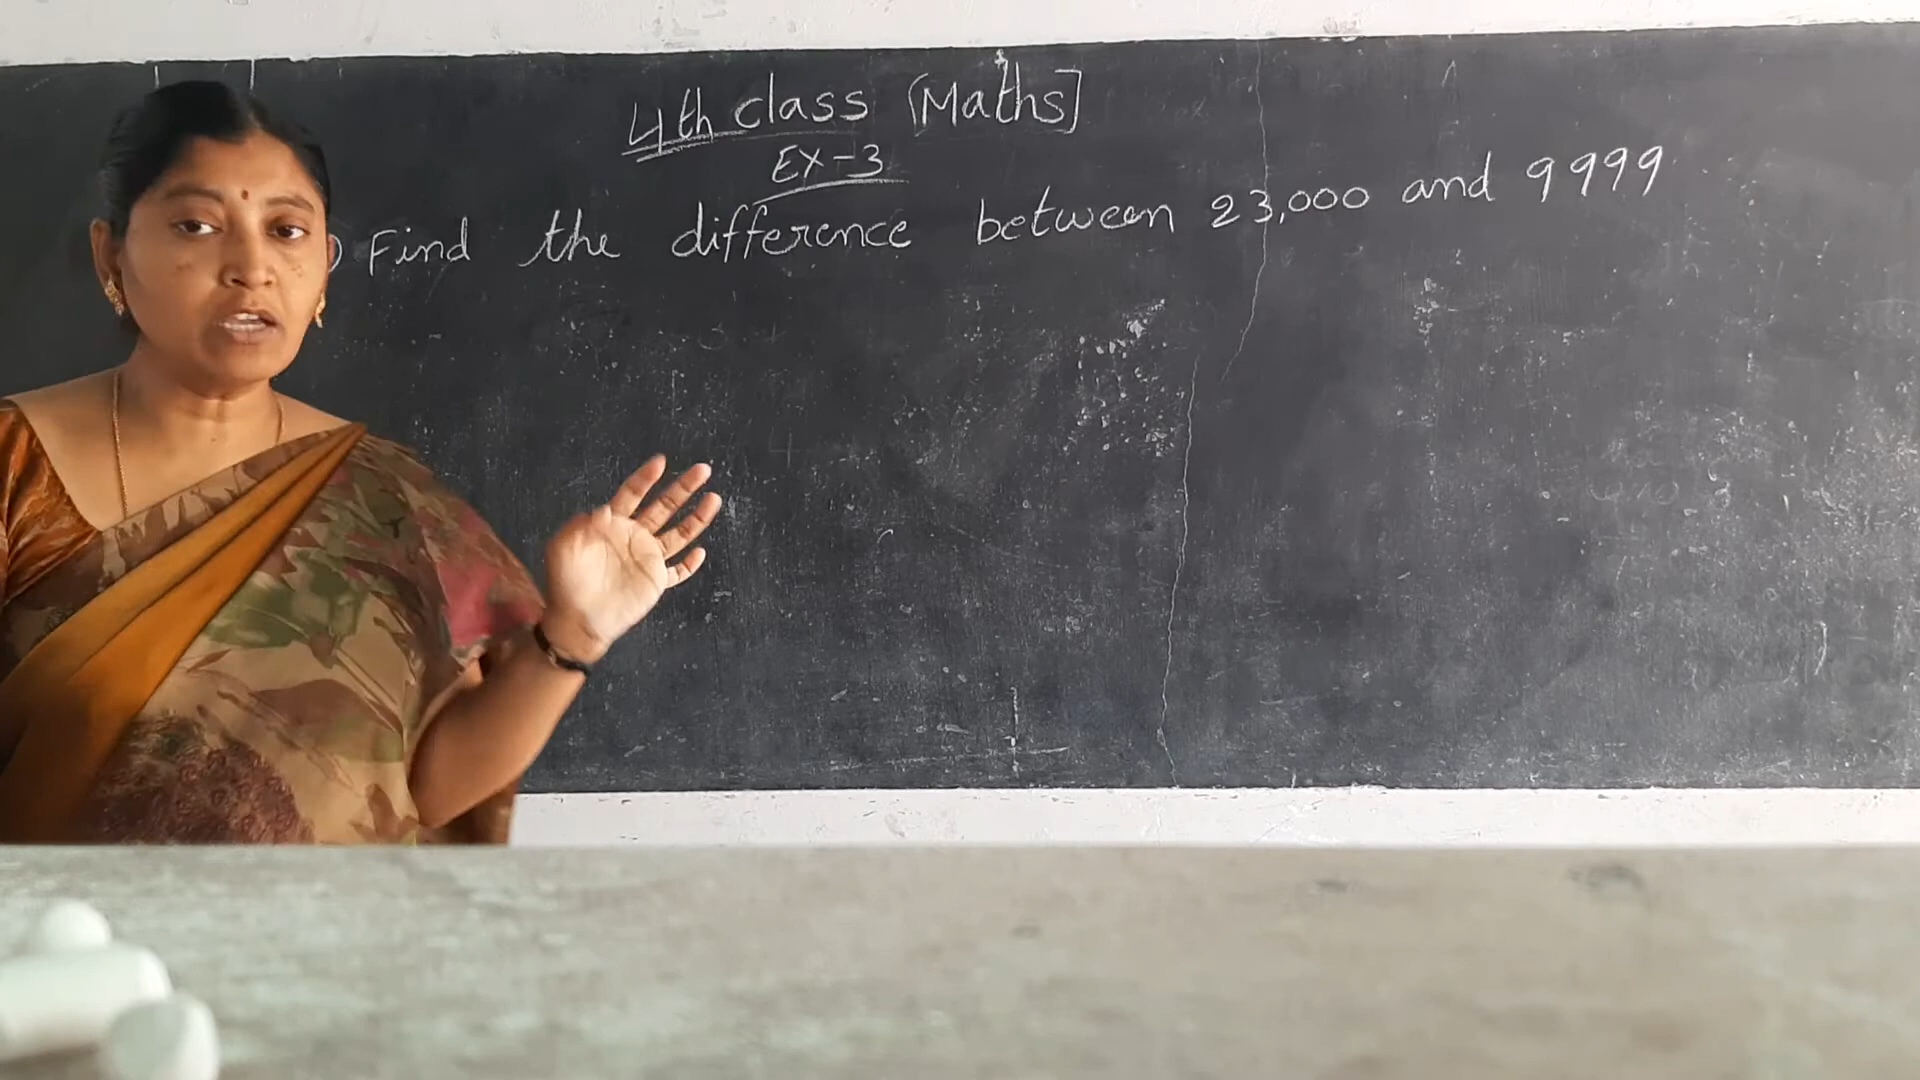 4th class [Maths]
EX-3
) Find the difference between 23,000 and 9999